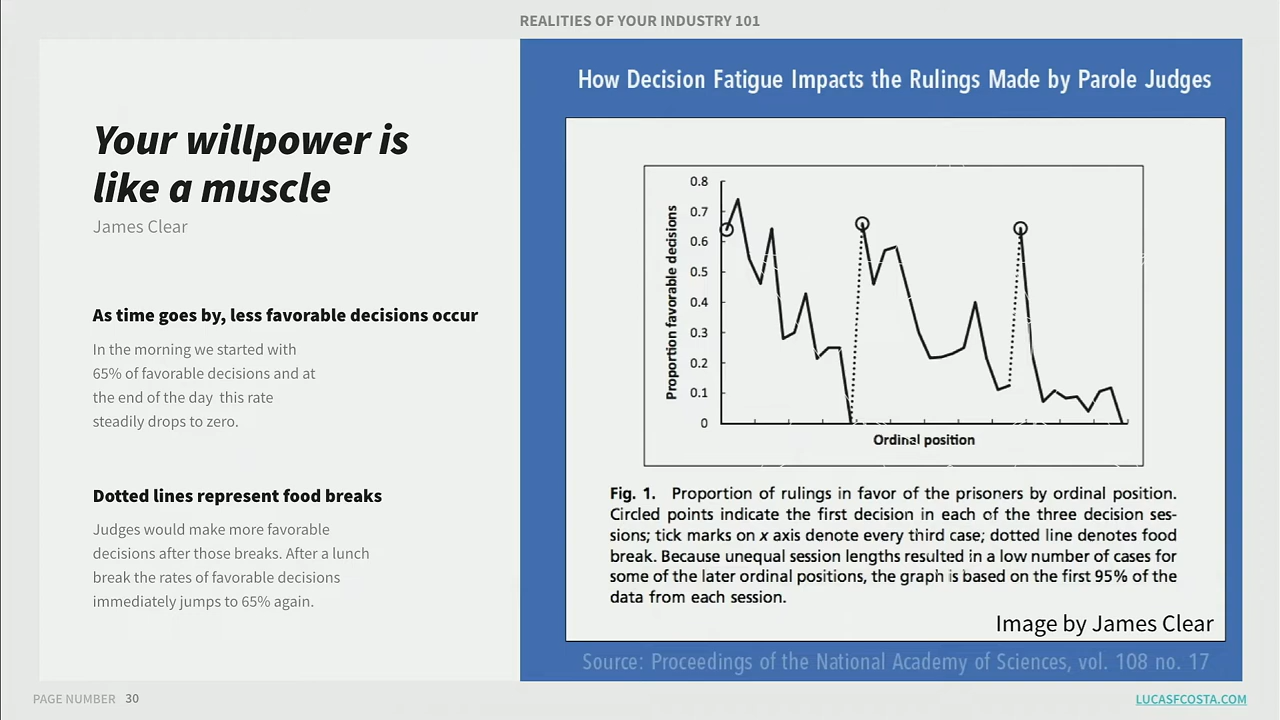 REALITIES OF YOUR INDUSTRY 101
Your willpower is
like a muscle
James Clear
As time goes by, less favorable decisions occur
In the morning we started with
65% of favorable decisions and at
the end of the day this rate
steadily drops to zero.
Dotted lines represent food breaks
Judges would make more favorable
decisions after those breaks. After a lunch
break the rates of favorable decisions
immediately jumps to 65% again.
How Decision Fatigue Impacts the Rulings Made by Parole Judges
Proportion favorable decisions
0.8
0.7
0.6
0.5
0.4
0.3
0.2
0.1
0
Ordinal position
Fig. 1. Proportion of rulings in favor of the prisoners by ordinal position.
Circled points indicate the first decision in each of the three decision ses-
sions; tick marks on x axis denote every third case; dotted line denotes food
break. Because unequal session lengths resulted in a low number of cases for
some of the later ordinal positions, the graph is based on the first 95% of the
data from each session.
Image by James Clear
Source: Proceedings of the National Academy of Sciences, vol. 108 no. 17
PAGE NUMBER 30
LUCASFCOSTA.COM